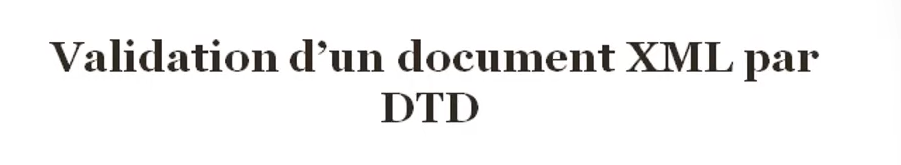 Validation d’un document XML par
DTD